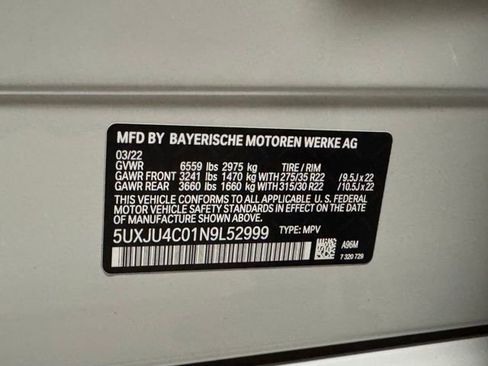 MFD BY BAYERISCHE MOTOREN WERKE AG
03/22
GVWR 6559 lbs 2975 kg TIRE / RIM
GAWR FRONT 3241 lbs 1470 kg WITH 275/35 R22 /9.5J x 22
GAWR REAR 3660 lbs 1660 kg WITH 315/30 R22 /10.5J x 22
THIS VEHICLE CONFORMS TO ALL APPLICABLE U. S. FEDERAL
MOTOR VEHICLE SAFETY STANDARDS IN EFFECT ON THE DATE
OF MANUFACTURE SHOWN ABOVE.
5UXJU4C01N9L52999 TYPE: MPV
A96M
7 320 729